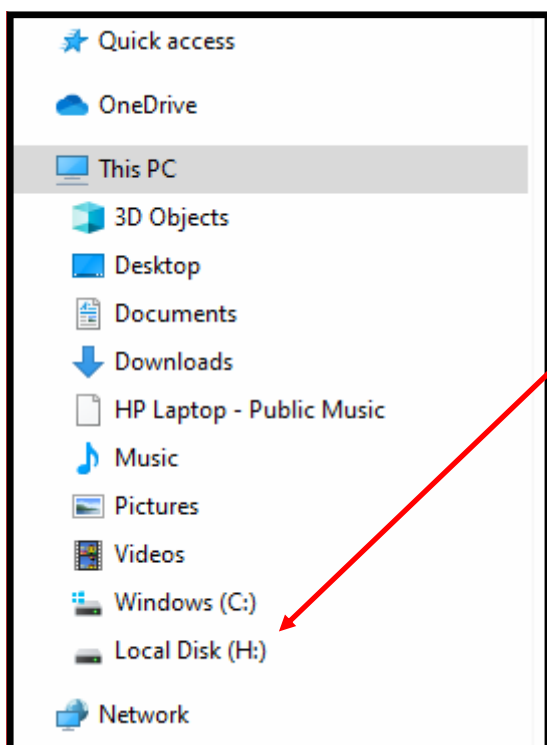 Quick access
OneDrive
This PC
3D Objects
Desktop
Documents
Downloads
HP Laptop - Public Music
Music
Pictures
Videos
Windows (C:)
Local Disk (H:)
Network